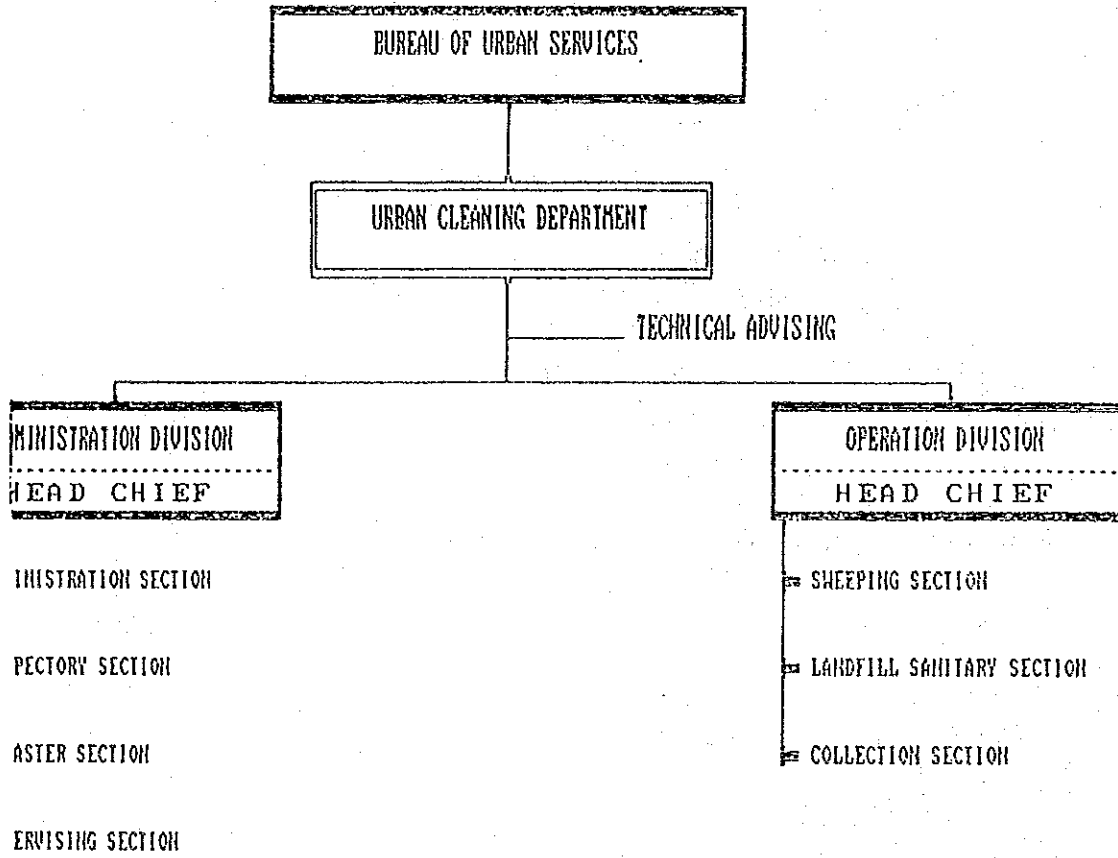 BUREAU OF URBAN SERVICES
URBAN CLEANING DEPARTMENT
TECHNICAL ADVISING
MINISTRATION DIVISION
HEAD CHIEF
OPERATION DIVISION
HEAD CHIEF
INISTRATION SECTION
PECTORY SECTION
ASTER SECTION
ERVISING SECTION
SWEEPING SECTION
LANDFILL SANITARY SECTION
COLLECTION SECTION